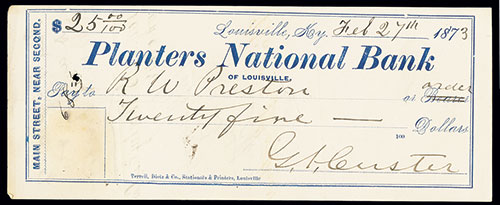 $ 25 00/100
Louisville, Ky. Feb 27th 1873
Planters National Bank
OF LOUISVILLE,
MAIN STREET, NEAR SECOND.
Pay to R W Preston or Bearer order
Twenty five — 100 Dollars
G. A. Custer
Terrell, Dietz & Co., Stationers & Printers, Louisville